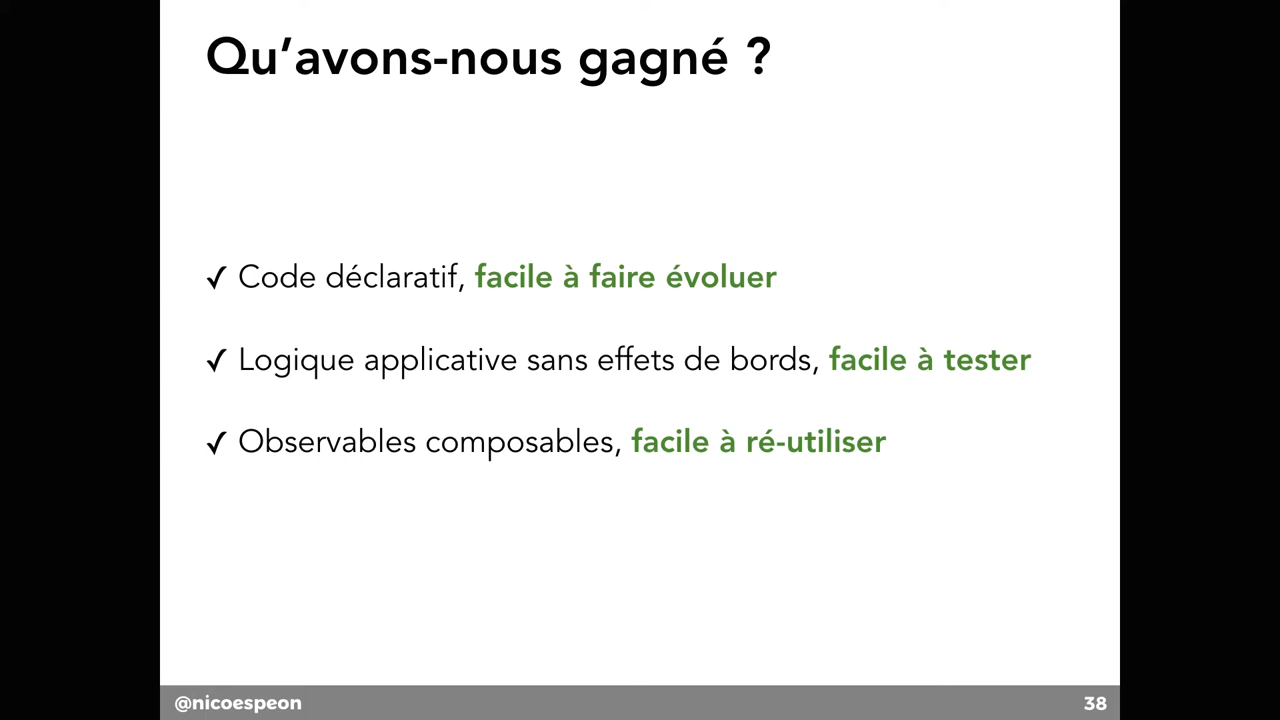 Qu’avons-nous gagné ?
✓ Code déclaratif, facile à faire évoluer
✓ Logique applicative sans effets de bords, facile à tester
✓ Observables composables, facile à ré-utiliser
@nicoespeon
38